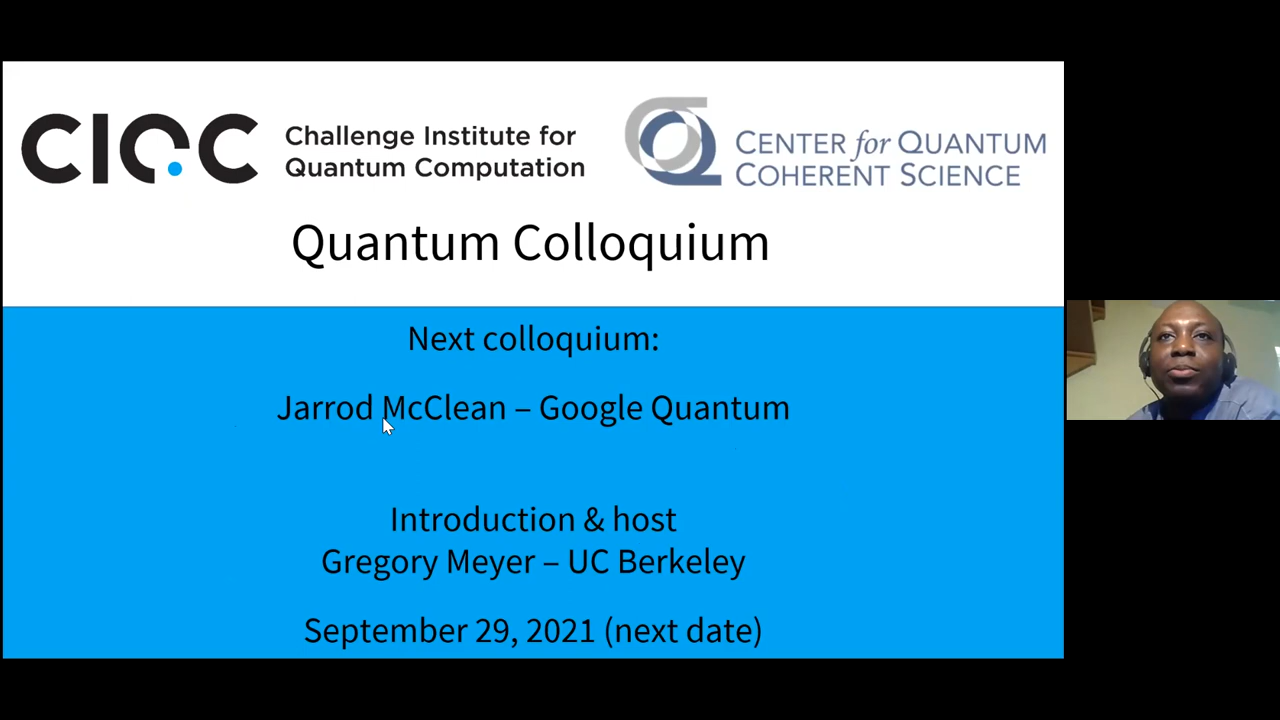 CIQC
Challenge Institute for
Quantum Computation
CENTER for QUANTUM
COHERENT SCIENCE
Quantum Colloquium
Next colloquium:
Jarrod McClean – Google Quantum
Introduction & host
Gregory Meyer – UC Berkeley
September 29, 2021 (next date)